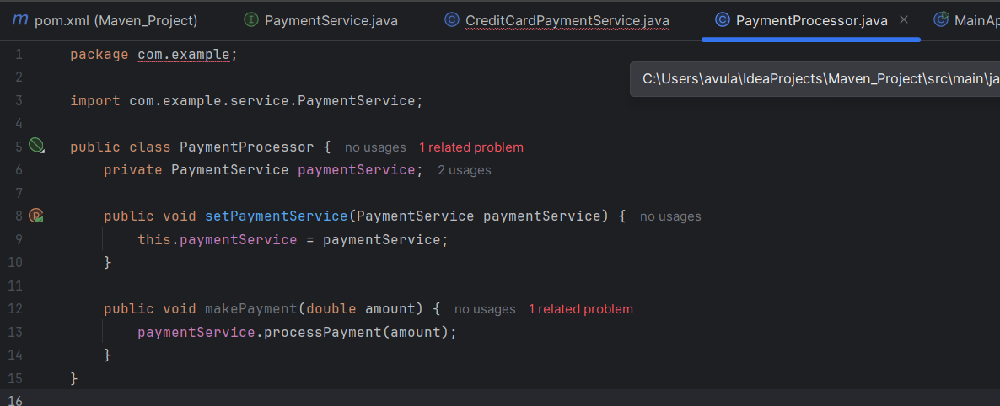 m pom.xml (Maven_Project) I PaymentService.java C CreditCardPaymentService.java C PaymentProcessor.java × C MainAp
C:\Users\avula\IdeaProjects\Maven_Project\src\main\ja
1 package com.example;
2
3 import com.example.service.PaymentService;
4
5 public class PaymentProcessor { no usages 1 related problem
6 private PaymentService paymentService; 2 usages
7
8 public void setPaymentService(PaymentService paymentService) { no usages
9 this.paymentService = paymentService;
10 }
11
12 public void makePayment(double amount) { no usages 1 related problem
13 paymentService.processPayment(amount);
14 }
15 }
16